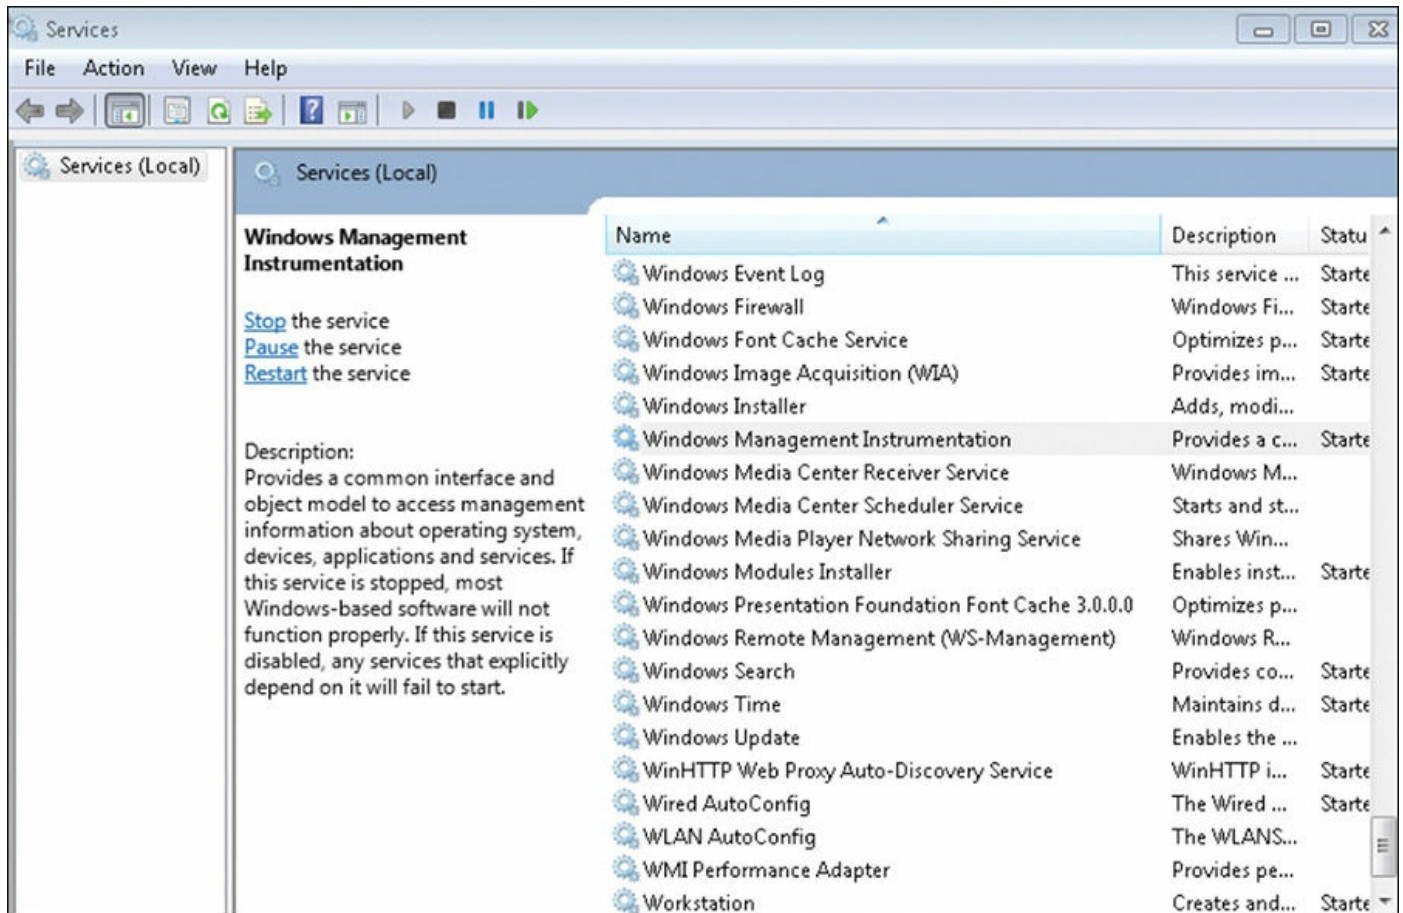 Services
File Action View Help
Services (Local)
Services (Local)
Windows Management
Instrumentation
Stop the service
Pause the service
Restart the service
Description:
Provides a common interface and
object model to access management
information about operating system,
devices, applications and services. If
this service is stopped, most
Windows-based software will not
function properly. If this service is
disabled, any services that explicitly
depend on it will fail to start.
Name Description Statu
Windows Event Log This service ... Starte
Windows Firewall Windows Fi... Starte
Windows Font Cache Service Optimizes p... Starte
Windows Image Acquisition (WIA) Provides im... Starte
Windows Installer Adds, modi...
Windows Management Instrumentation Provides a c... Starte
Windows Media Center Receiver Service Windows M...
Windows Media Center Scheduler Service Starts and st...
Windows Media Player Network Sharing Service Shares Win...
Windows Modules Installer Enables inst... Starte
Windows Presentation Foundation Font Cache 3.0.0.0 Optimizes p...
Windows Remote Management (WS-Management) Windows R...
Windows Search Provides co... Starte
Windows Time Maintains d... Starte
Windows Update Enables the ...
WinHTTP Web Proxy Auto-Discovery Service WinHTTP i... Starte
Wired AutoConfig The Wired ... Starte
WLAN AutoConfig The WLANS...
WMI Performance Adapter Provides pe...
Workstation Creates and... Starte